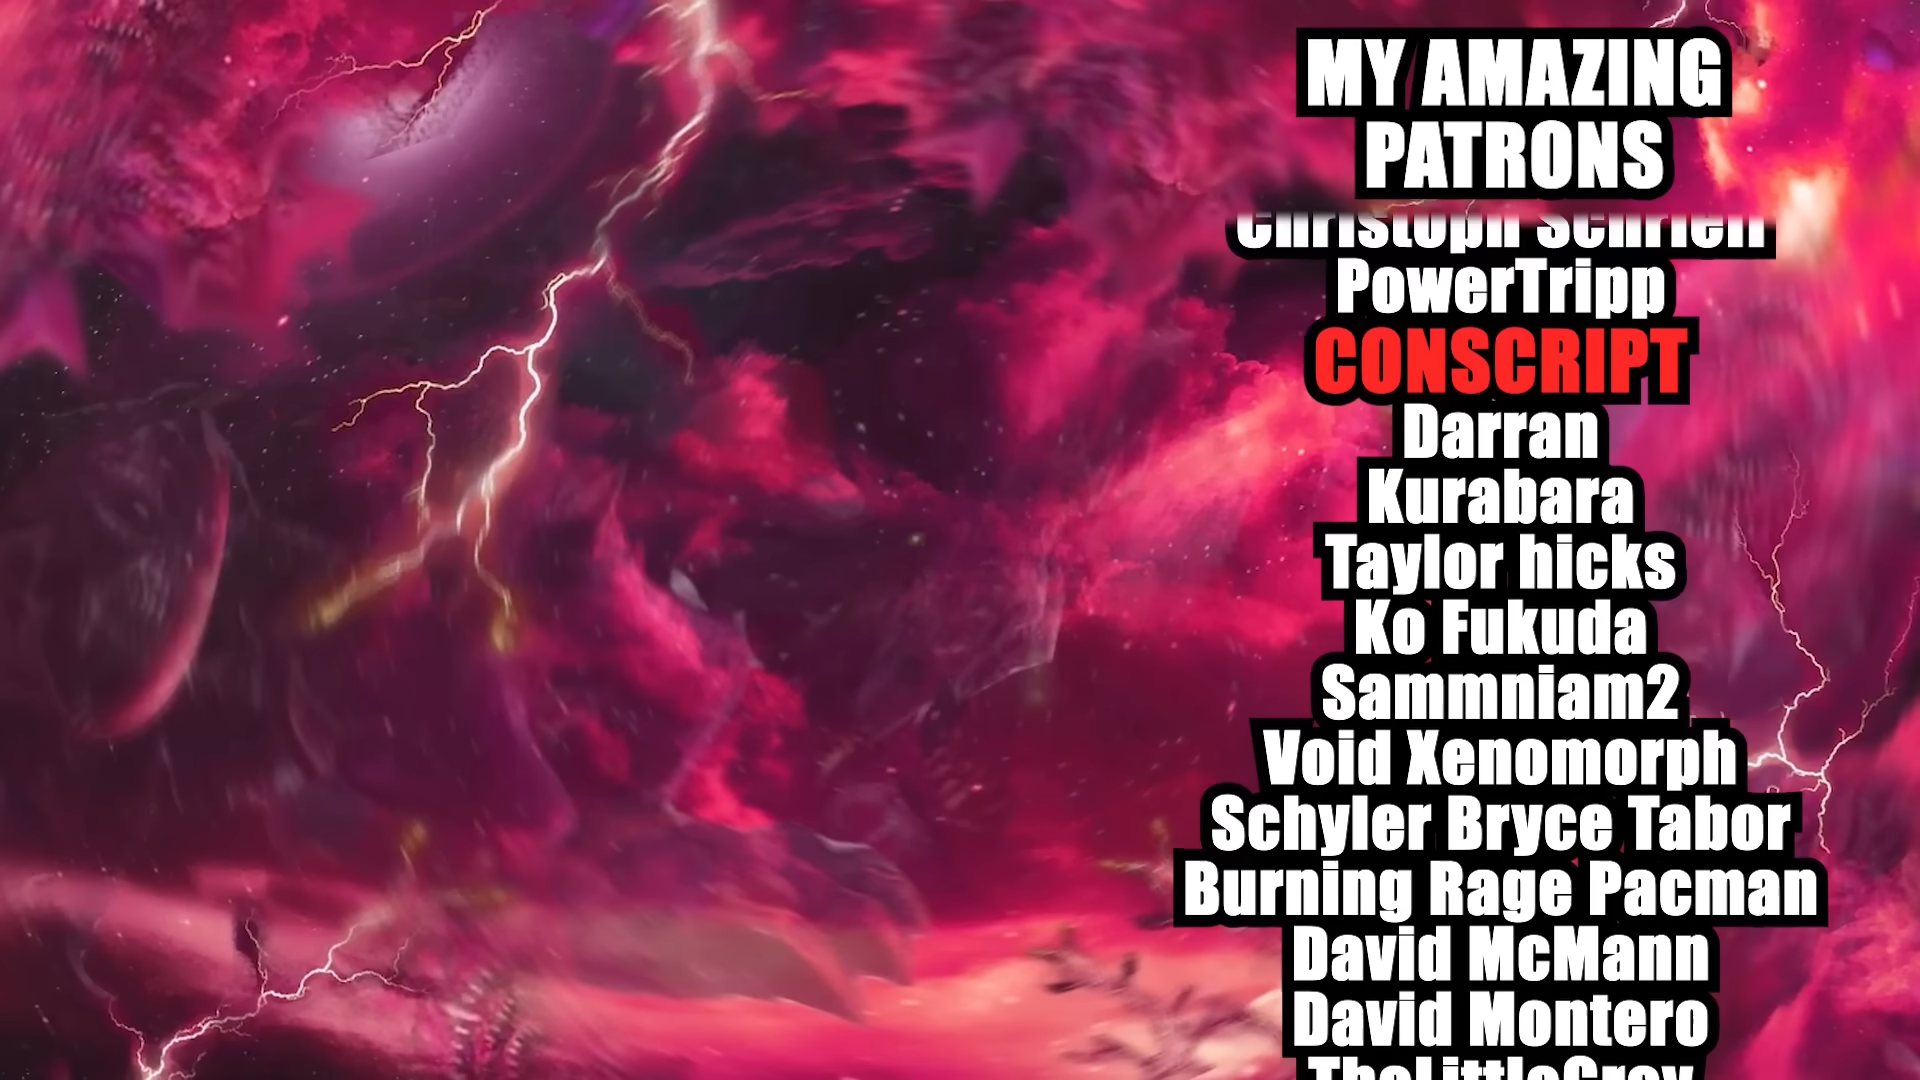 MY AMAZING
PATRONS
Christoph
PowerTripp
CONSCRIPT
Darran
Kurabara
Taylor hicks
Ko Fukuda
Sammniam2
Void Xenomorph
Schyler Bryce Tabor
Burning Rage Pacman
David McMann
David Montero